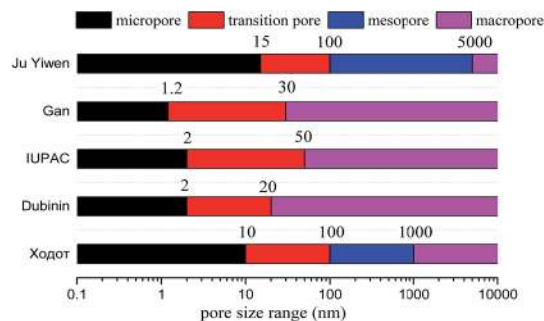 micropore transition pore mesopore macropore
15 100 5000
Ju Yiwen
1.2 30
Gan
2 50
IUPAC
2 20
Dubinin
10 100 1000
Ходот
0.1 1 10 100 1000 10000
pore size range (nm)